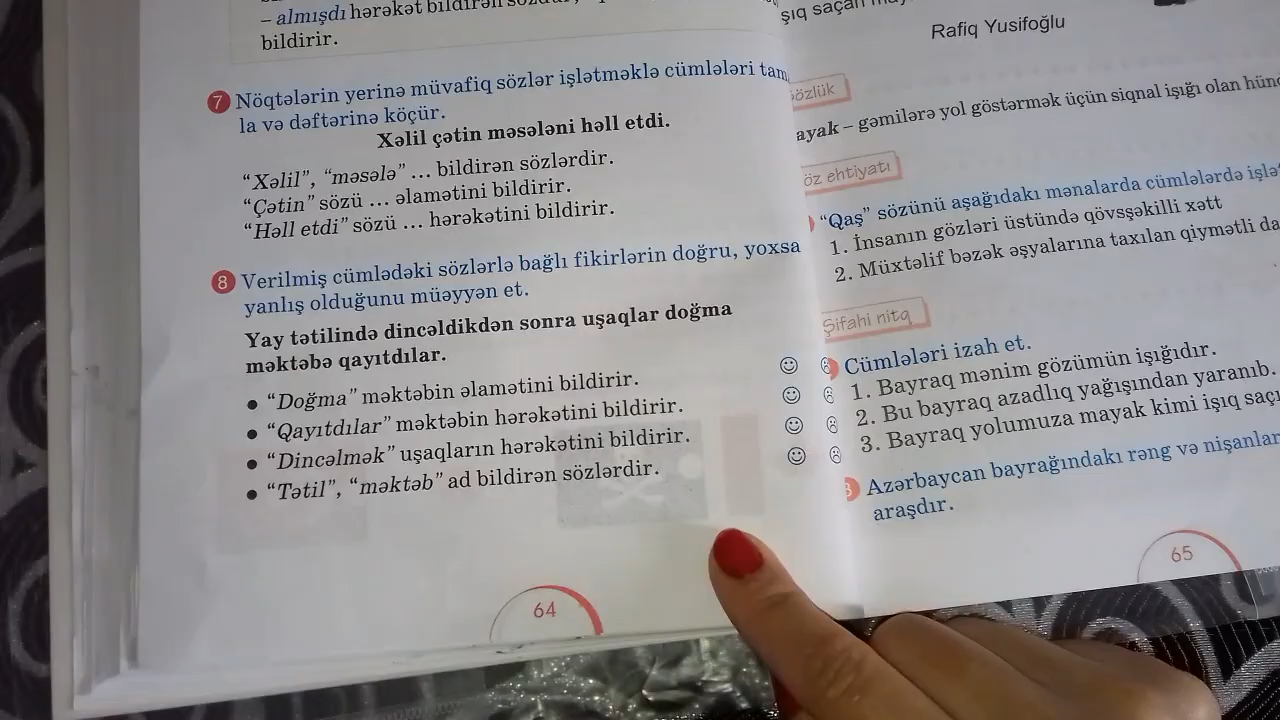 – almışdı hərəkət bildirən
bildirir.
7 Nöqtələrin yerinə müvafiq sözlər işlətməklə cümlələri tam
la və dəftərinə köçür.
Xəlil çətin məsələni həll etdi.
“Xəlil”, “məsələ” ... bildirən sözlərdir.
“Çətin” sözü ... əlamətini bildirir.
“Həll etdi” sözü ... hərəkətini bildirir.
8 Verilmiş cümlədəki sözlərlə bağlı fikirlərin doğru, yoxsa
yanlış olduğunu müəyyən et.
Yay tətilində dincəldikdən sonra uşaqlar doğma
məktəbə qayıtdılar.
● “Doğma” məktəbin əlamətini bildirir.
● “Qayıtdılar” məktəbin hərəkətini bildirir.
● “Dincəlmək” uşaqların hərəkətini bildirir.
● “Tətil”, “məktəb” ad bildirən sözlərdir.
64
şıq saçan
Rafiq Yusifoğlu
özlük
ayak – gəmilərə yol göstərmək üçün siqnal işığı olan hünd
öz ehtiyatı
“Qaş” sözünü aşağıdakı mənalarda cümlələrdə işlət
1. İnsanın gözləri üstündə qövsşəkilli xətt
2. Müxtəlif bəzək əşyalarına taxılan qiymətli da
Şifahi nitq
Cümlələri izah et.
1. Bayraq mənim gözümün işığıdır.
2. Bu bayraq azadlıq yağışından yaranıb.
3. Bayraq yolumuza mayak kimi işıq saçı
3 Azərbaycan bayrağındakı rəng və nişanlar
araşdır.
65